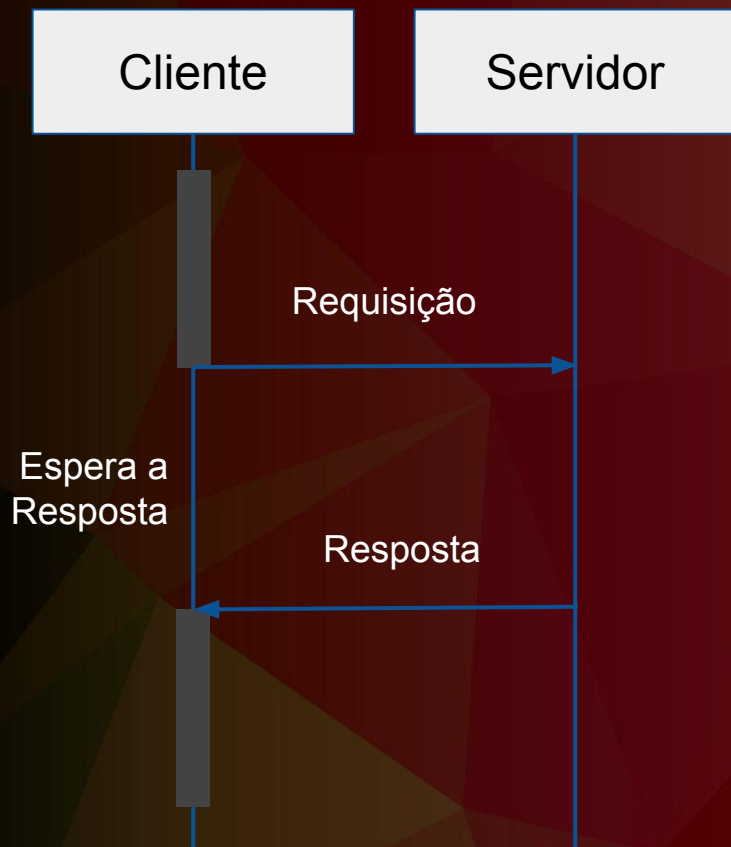 Cliente
Servidor
Requisição
Espera a
Resposta
Resposta